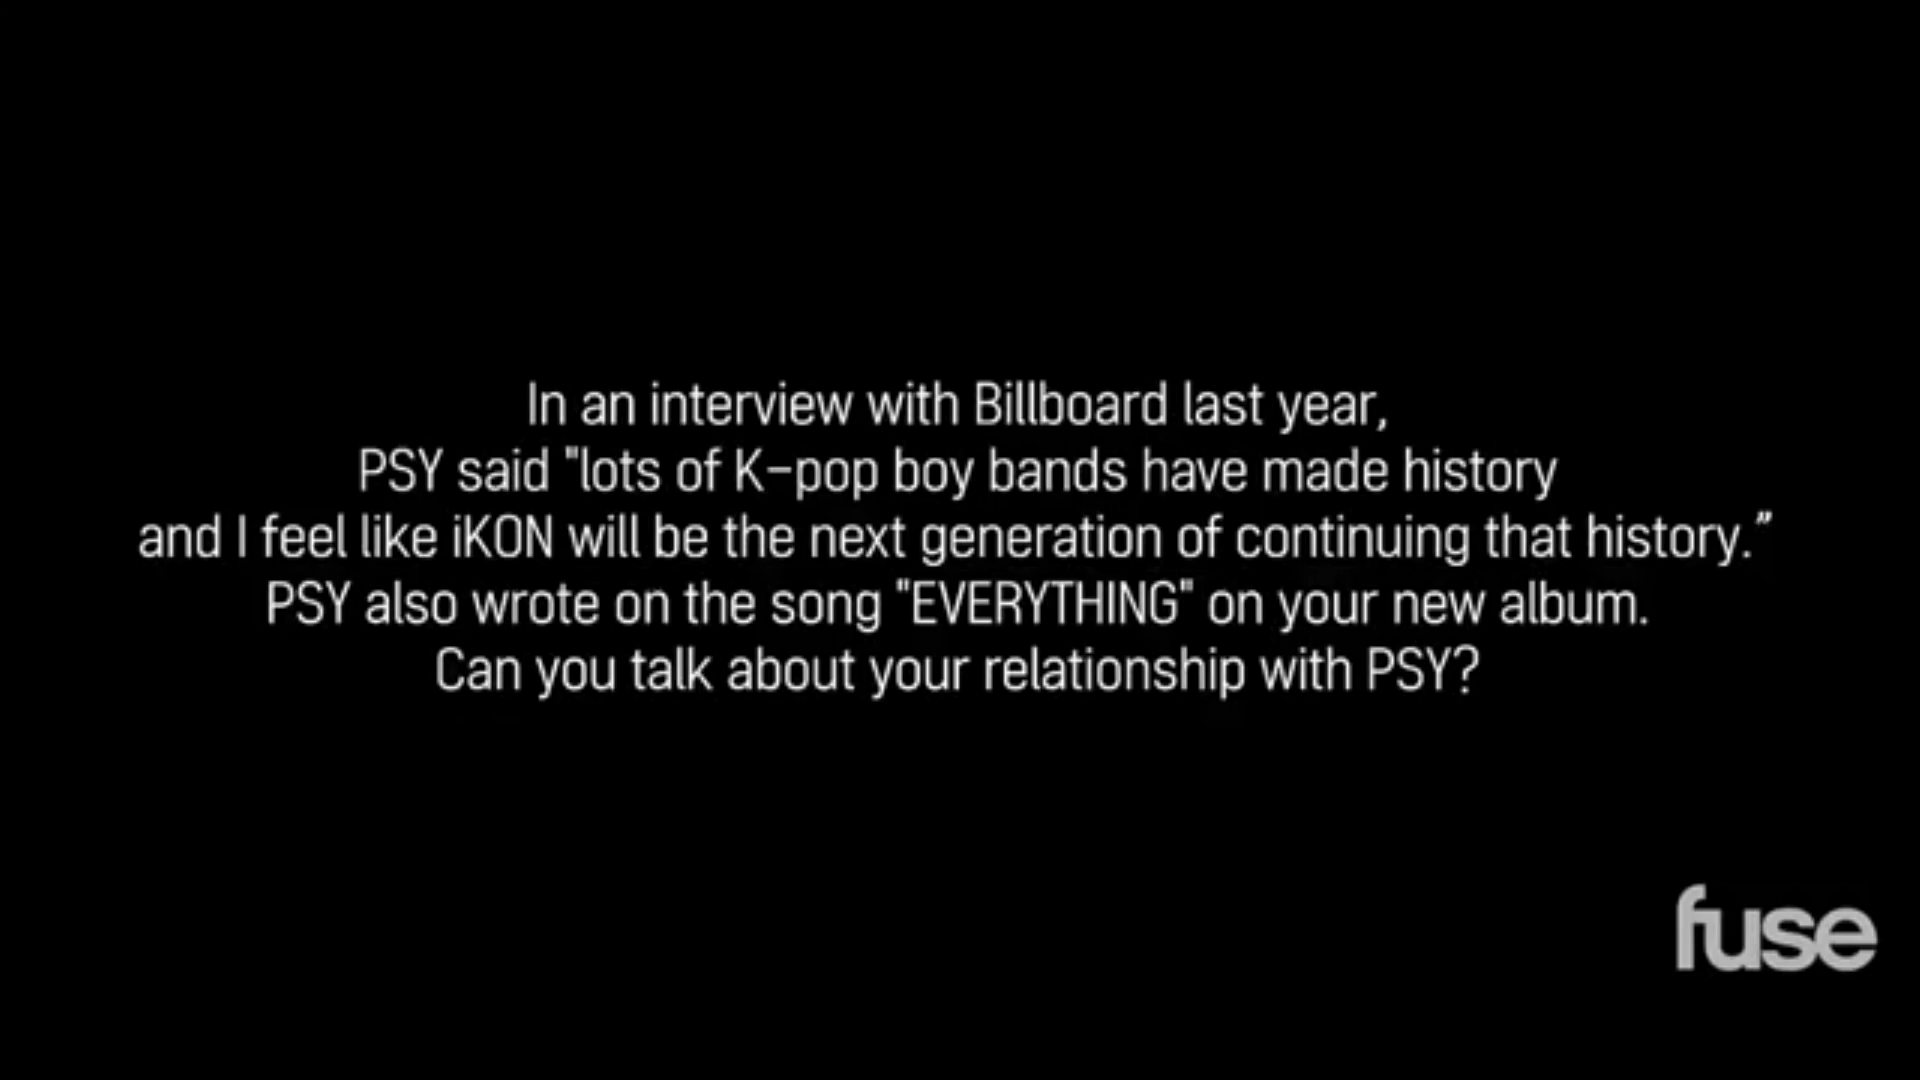 In an interview with Billboard last year,
PSY said "lots of K-pop boy bands have made history
and I feel like iKON will be the next generation of continuing that history.”
PSY also wrote on the song "EVERYTHING" on your new album.
Can you talk about your relationship with PSY?
fuse